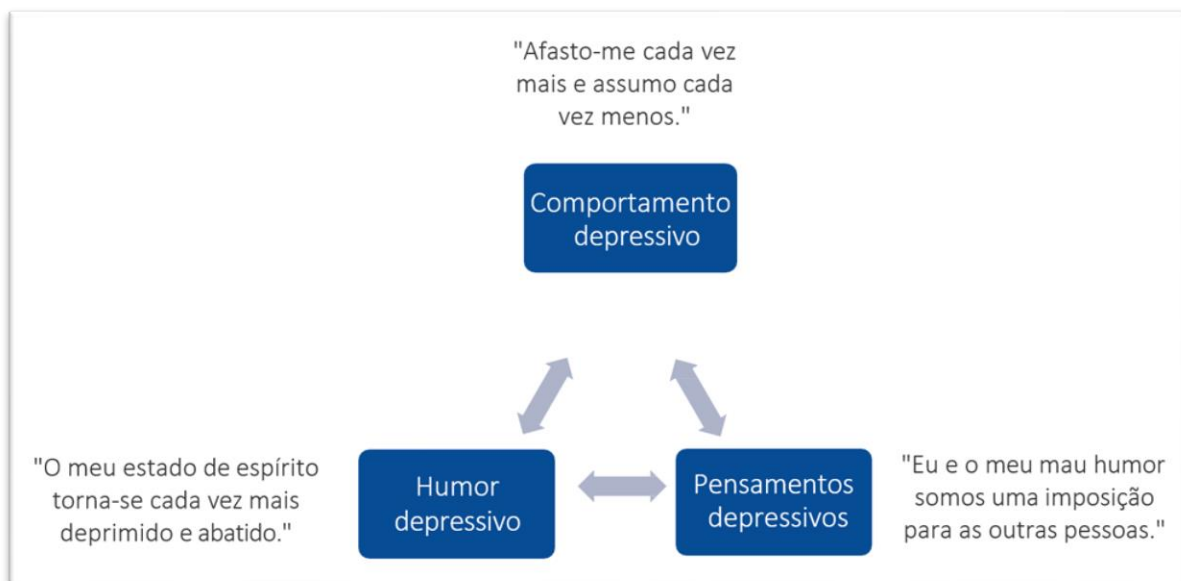 "Afasto-me cada vez
mais e assumo cada
vez menos."
Comportamento
depressivo
"O meu estado de espírito
torna-se cada vez mais
deprimido e abatido."
Humor
depressivo
Pensamentos
depressivos
"Eu e o meu mau humor
somos uma imposição
para as outras pessoas."